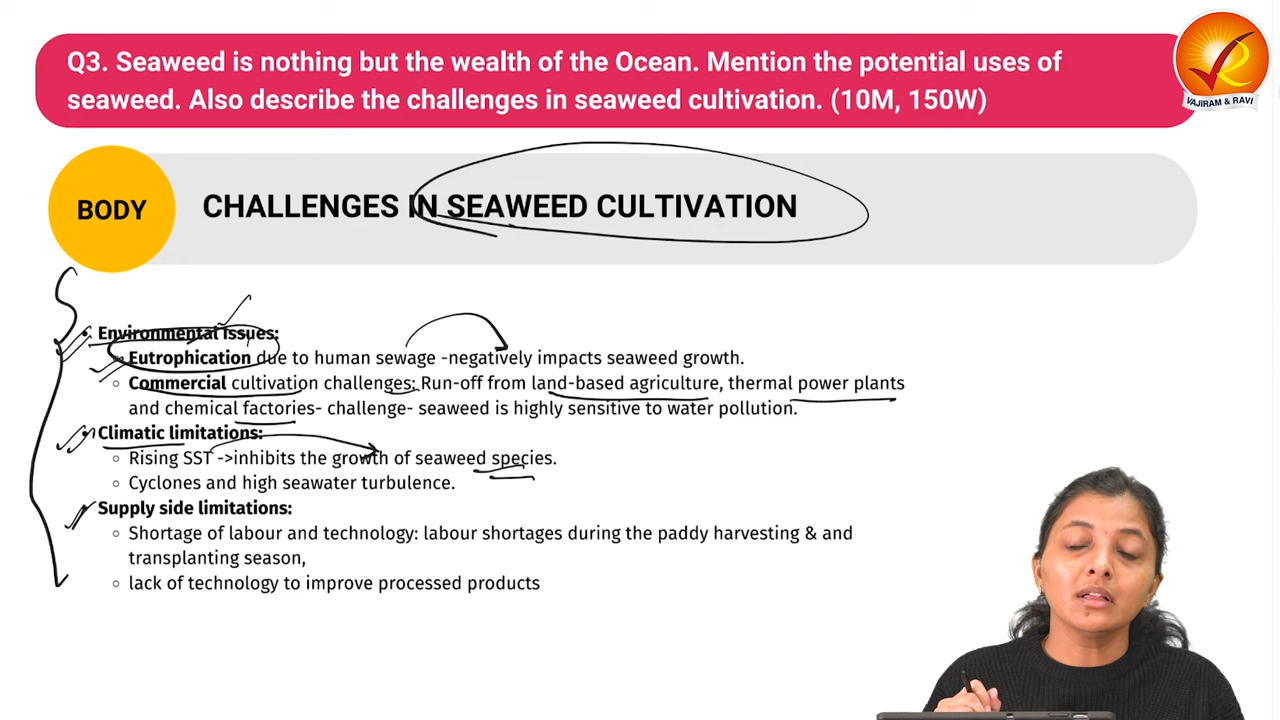 Q3. Seaweed is nothing but the wealth of the Ocean. Mention the potential uses of
seaweed. Also describe the challenges in seaweed cultivation. (10M, 150W)
VAJIRAM & RAVI
BODY
CHALLENGES IN SEAWEED CULTIVATION
• Environmental issues:
Eutrophication due to human sewage -negatively impacts seaweed growth.
○ Commercial cultivation challenges: Run-off from land-based agriculture, thermal power plants
and chemical factories- challenge- seaweed is highly sensitive to water pollution.
• Climatic limitations:
○ Rising SST ->inhibits the growth of seaweed species.
○ Cyclones and high seawater turbulence.
• Supply side limitations:
○ Shortage of labour and technology: labour shortages during the paddy harvesting & and
transplanting season,
○ lack of technology to improve processed products